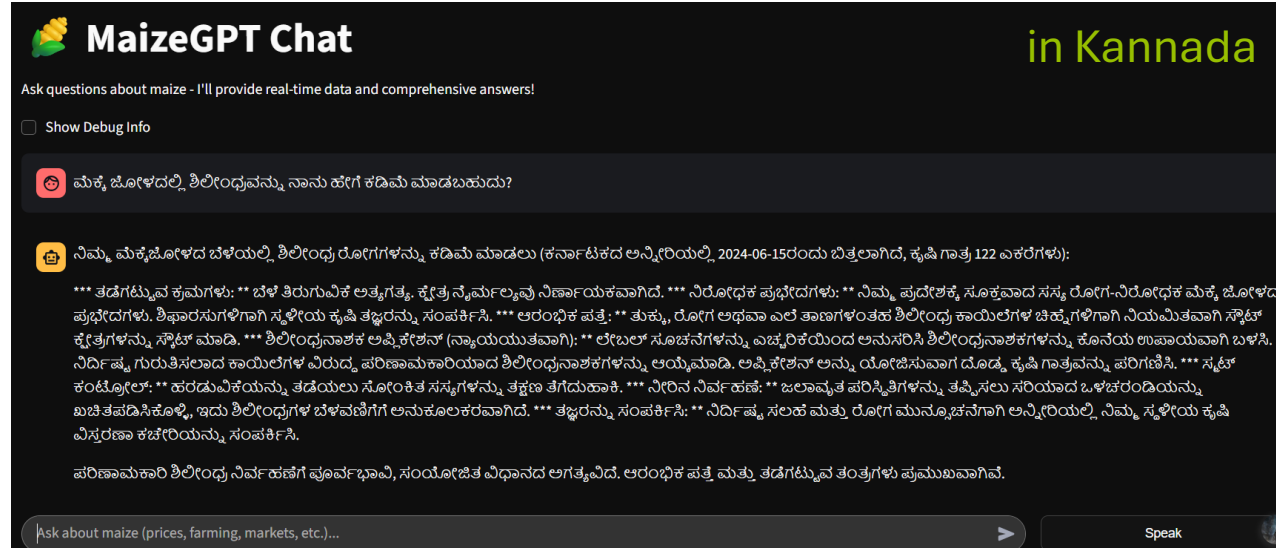 MaizeGPT Chat
in Kannada
Ask questions about maize - I'll provide real-time data and comprehensive answers!
Show Debug Info
ಮೆಕ್ಕೆ ಜೋಳದಲ್ಲಿ ಶಿಲೀಂಧ್ರವನ್ನು ನಾನು ಹೇಗೆ ಕಡಿಮೆ ಮಾಡಬಹುದು?
ನಿಮ್ಮ ಮೆಕ್ಕೆಜೋಳದ ಬೆಳೆಯಲ್ಲಿ ಶಿಲೀಂಧ್ರ ರೋಗಗಳನ್ನು ಕಡಿಮೆ ಮಾಡಲು (ಕರ್ನಾಟಕದ ಅನ್ನಿಗೇರಿಯಲ್ಲಿ 2024-06-15ರಂದು ಬಿತ್ತಲಾಗಿದೆ, ಕೃಷಿ ಗಾತ್ರ 122 ಎಕರೆಗಳು):
*** ತಡೆಗಟ್ಟುವ ಕ್ರಮಗಳು: ** ಬೆಳೆ ತಿರುಗುವಿಕೆ ಅತ್ಯಗತ್ಯ. ಕ್ಷೇತ್ರ ನೈರ್ಮಲ್ಯವು ನಿರ್ಣಾಯಕವಾಗಿದೆ. *** ನಿರೋಧಕ ಪ್ರಭೇದಗಳು: ** ನಿಮ್ಮ ಪ್ರದೇಶಕ್ಕೆ ಸೂಕ್ತವಾದ ಸಸ್ಯ ರೋಗ-ನಿರೋಧಕ ಮೆಕ್ಕೆ ಜೋಳದ
ಪ್ರಭೇದಗಳು. ಶಿಫಾರಸುಗಳಿಗಾಗಿ ಸ್ಥಳೀಯ ಕೃಷಿ ತಜ್ಞರನ್ನು ಸಂಪರ್ಕಿಸಿ. *** ಆರಂಭಿಕ ಪತ್ತೆ: ** ತುಕ್ಕು, ರೋಗ ಅಥವಾ ಎಲೆ ತಾಣಗಳಂತಹ ಶಿಲೀಂಧ್ರ ಕಾಯಿಲೆಗಳ ಚಿಹ್ನೆಗಳಿಗಾಗಿ ನಿಯಮಿತವಾಗಿ ಸ್ಕೌಟ್
ಕ್ಷೇತ್ರಗಳನ್ನು ಸ್ಕೌಟ್ ಮಾಡಿ. *** ಶಿಲೀಂಧ್ರನಾಶಕ ಅಪ್ಲಿಕೇಶನ್ (ನ್ಯಾಯಯುತವಾಗಿ): ** ಲೇಬಲ್ ಸೂಚನೆಗಳನ್ನು ಎಚ್ಚರಿಕೆಯಿಂದ ಅನುಸರಿಸಿ ಶಿಲೀಂಧ್ರನಾಶಕಗಳನ್ನು ಕೊನೆಯ ಉಪಾಯವಾಗಿ ಬಳಸಿ.
ನಿರ್ದಿಷ್ಟ ಗುರುತಿಸಲಾದ ಕಾಯಿಲೆಗಳ ವಿರುದ್ಧ ಪರಿಣಾಮಕಾರಿಯಾದ ಶಿಲೀಂಧ್ರನಾಶಕಗಳನ್ನು ಆಯ್ಕೆಮಾಡಿ. ಅಪ್ಲಿಕೇಶನ್ ಅನ್ನು ಯೋಜಿಸುವಾಗ ದೊಡ್ಡ ಕೃಷಿ ಗಾತ್ರವನ್ನು ಪರಿಗಣಿಸಿ. ***
ಕಂಟ್ರೋಲ್: ** ಹರಡುವಿಕೆಯನ್ನು ತಡೆಯಲು ಸೋಂಕಿತ ಸಸ್ಯಗಳನ್ನು ತಕ್ಷಣ ತೆಗೆದುಹಾಕಿ. *** ನೀರಿನ ನಿರ್ವಹಣೆ: ** ಜಲಾವೃತ ಪರಿಸ್ಥಿತಿಗಳನ್ನು ತಪ್ಪಿಸಲು ಸರಿಯಾದ ಒಳಚರಂಡಿಯನ್ನು
ಖಚಿತಪಡಿಸಿಕೊಳ್ಳಿ, ಇದು ಶಿಲೀಂಧ್ರಗಳ ಬೆಳವಣಿಗೆಗೆ ಅನುಕೂಲಕರವಾಗಿದೆ. *** ತಜ್ಞರನ್ನು ಸಂಪರ್ಕಿಸಿ: ** ನಿರ್ದಿಷ್ಟ ಸಲಹೆ ಮತ್ತು ರೋಗ ಮುನ್ಸೂಚನೆಗಾಗಿ ನಿಮ್ಮ ಸ್ಥಳೀಯ ಕೃಷಿ
ವಿಸ್ತರಣಾ ಕಚೇರಿಯನ್ನು ಸಂಪರ್ಕಿಸಿ.
ಪರಿಣಾಮಕಾರಿ ಶಿಲೀಂಧ್ರ ನಿರ್ವಹಣೆಗೆ ಪೂರ್ವಭಾವಿ, ಸಂಯೋಜಿತ ವಿಧಾನದ ಅಗತ್ಯವಿದೆ. ಆರಂಭಿಕ ಪತ್ತೆ ಮತ್ತು ತಡೆಗಟ್ಟುವ ತಂತ್ರಗಳು ಪ್ರಮುಖವಾಗಿವೆ.
Ask about maize (prices, farming, markets, etc.)...
Speak